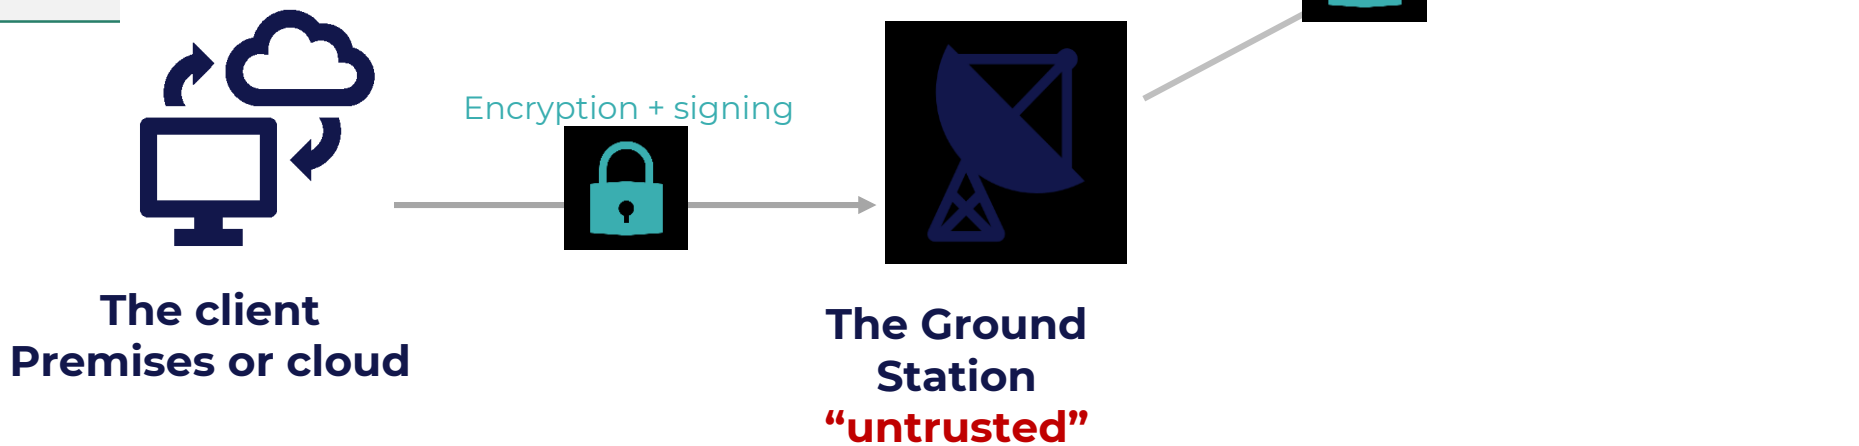 Encryption + signing
The client
Premises or cloud
The Ground
Station
“untrusted”